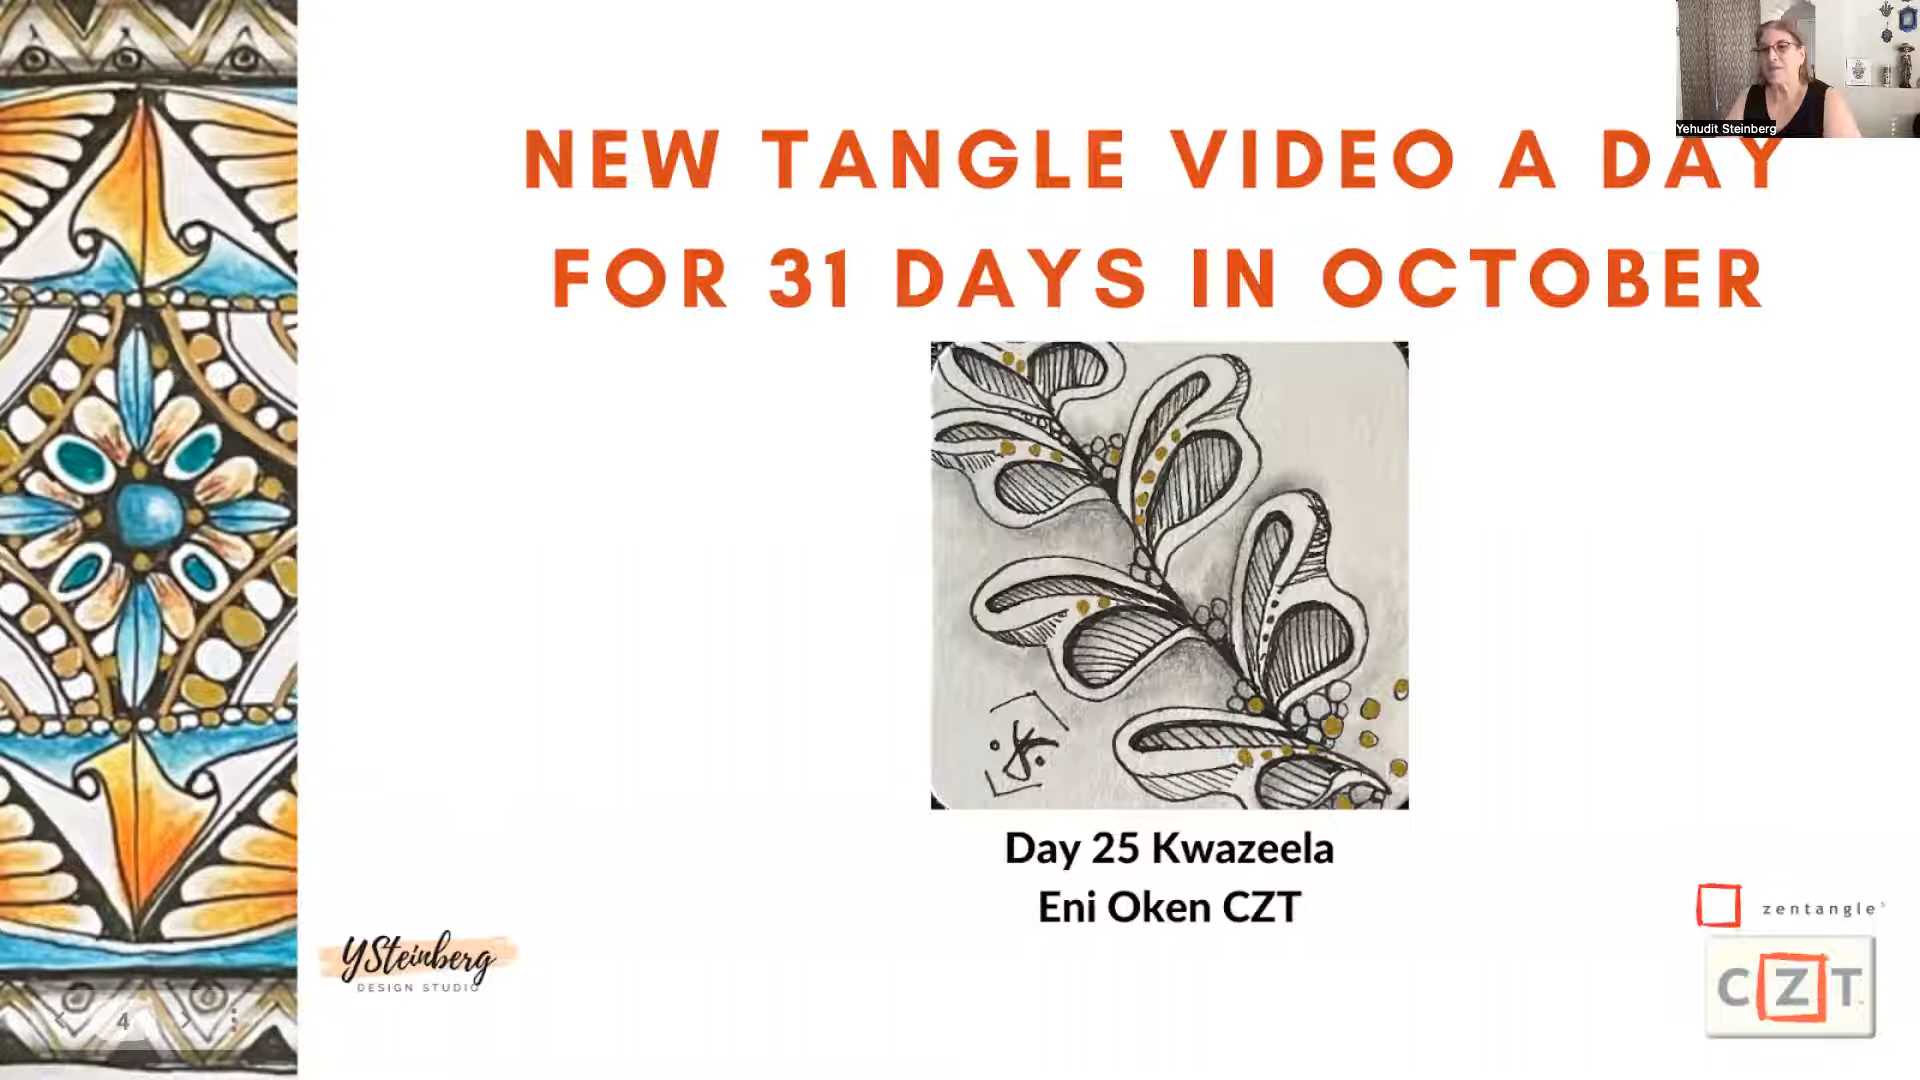 Yehudit Steinberg
NEW TANGLE VIDEO A DAY
FOR 31 DAYS IN OCTOBER
Day 25 Kwazeela
Eni Oken CZT
YSteinberg
DESIGN STUDIO
zentangle
CZT
4